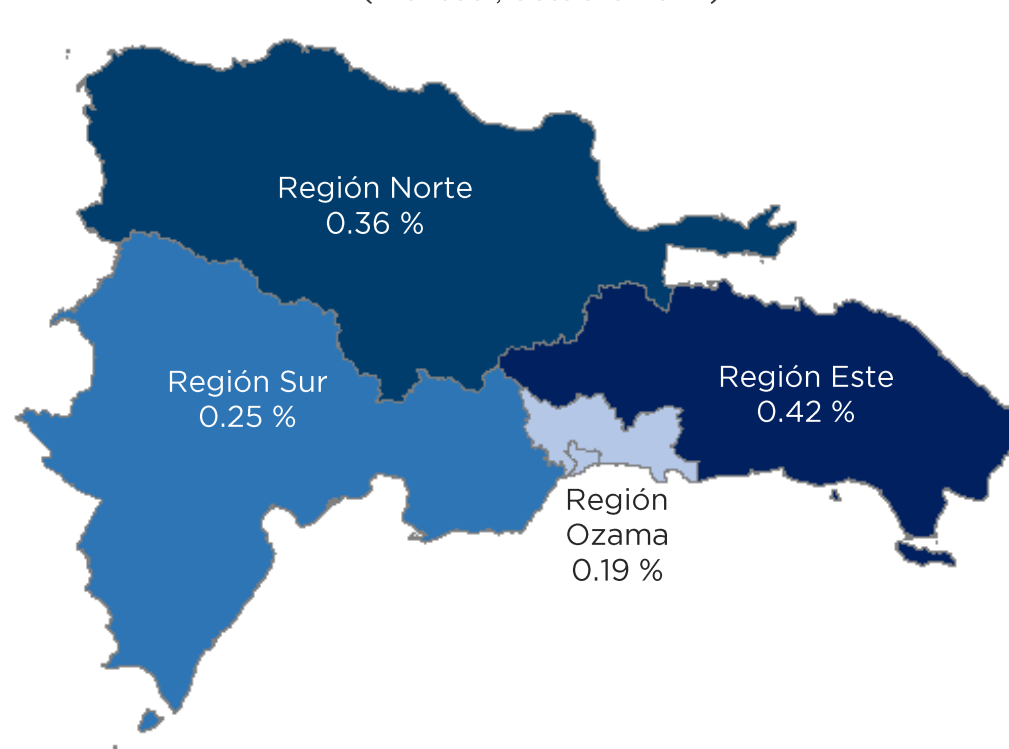 Región Norte
0.36 %
Región Sur
0.25 %
Región Este
0.42 %
Región
Ozama
0.19 %